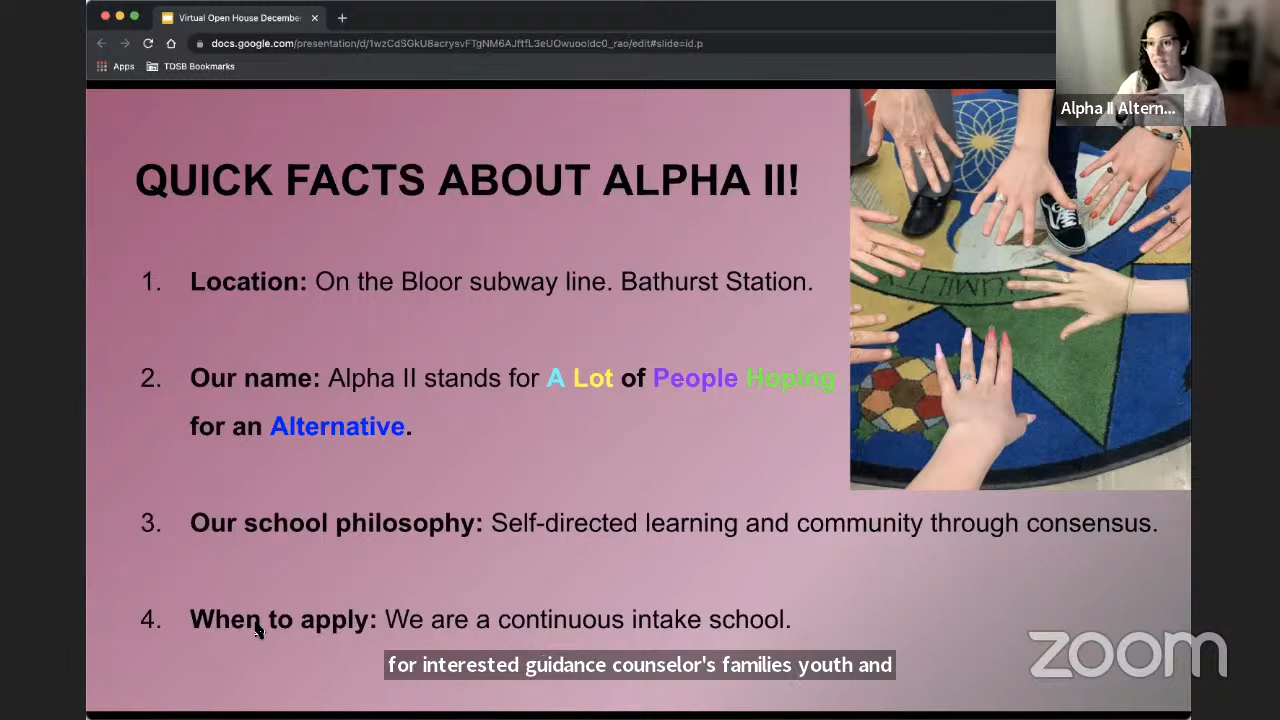 Virtual Open House December
docs.google.com/presentation/d/1wzCdSGkU8acrysvFTgNM6AJftfL3eUOwuooIdc0_rao/edit#slide=id.p
Apps TDSB Bookmarks
Alpha II Altern...
QUICK FACTS ABOUT ALPHA II!
1. Location: On the Bloor subway line. Bathurst Station.
2. Our name: Alpha II stands for A Lot of People Hoping
for an Alternative.
3. Our school philosophy: Self-directed learning and community through consensus.
4. When to apply: We are a continuous intake school.
for interested guidance counselor's families youth and
zoom